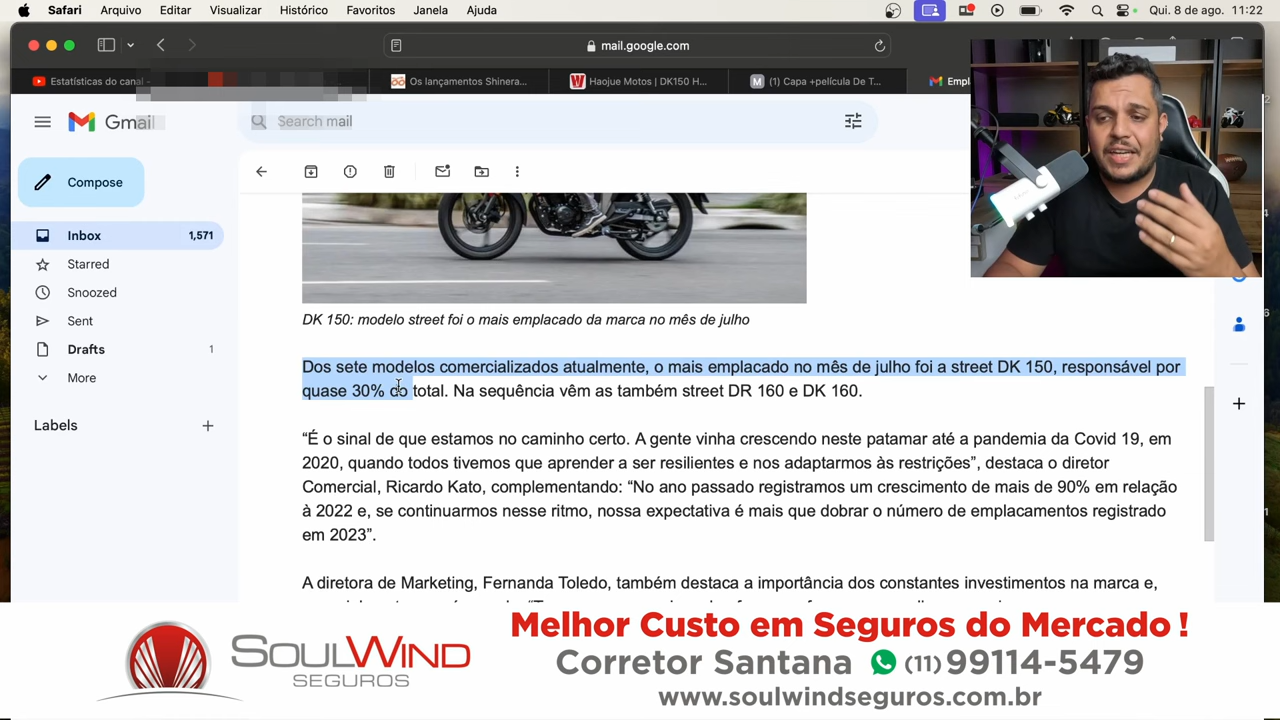 Safari Arquivo Editar Visualizar Histórico Favoritos Janela Ajuda Qui. 8 de ago. 11:22
mail.google.com
Estatísticas do canal - Os lançamentos Shinera... Haojue Motos | DK150 H... (1) Capa +película De T... Empl
Gmail Search mail
Compose
Inbox 1,571
Starred
Snoozed
Sent
Drafts 1
More
Labels
DK 150: modelo street foi o mais emplacado da marca no mês de julho
Dos sete modelos comercializados atualmente, o mais emplacado no mês de julho foi a street DK 150, responsável por
quase 30% do total. Na sequência vêm as também street DR 160 e DK 160.
“É o sinal de que estamos no caminho certo. A gente vinha crescendo neste patamar até a pandemia da Covid 19, em
2020, quando todos tivemos que aprender a ser resilientes e nos adaptarmos às restrições”, destaca o diretor
Comercial, Ricardo Kato, complementando: “No ano passado registramos um crescimento de mais de 90% em relação
à 2022 e, se continuarmos nesse ritmo, nossa expectativa é mais que dobrar o número de emplacamentos registrado
em 2023”.
A diretora de Marketing, Fernanda Toledo, também destaca a importância dos constantes investimentos na marca e,
SOULWIND
SEGUROS
Melhor Custo em Seguros do Mercado !
Corretor Santana (11) 99114-5479
www.soulwindseguros.com.br